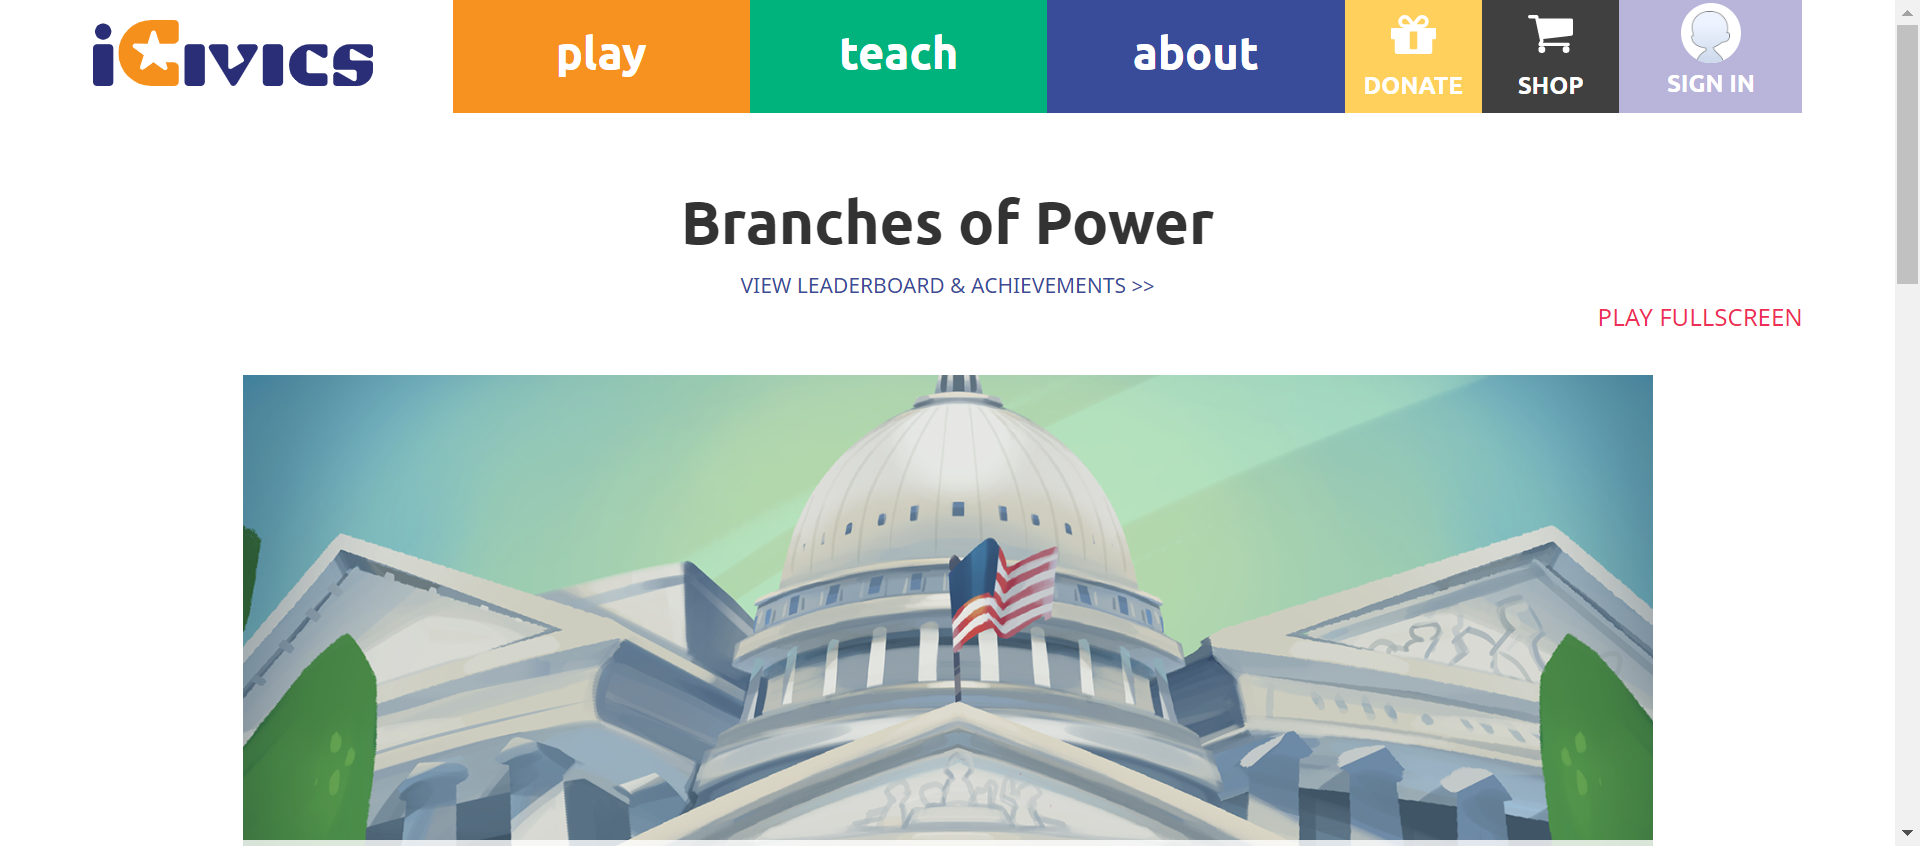 iCivics
play
teach
about
DONATE
SHOP
SIGN IN
Branches of Power
VIEW LEADERBOARD & ACHIEVEMENTS >>
PLAY FULLSCREEN